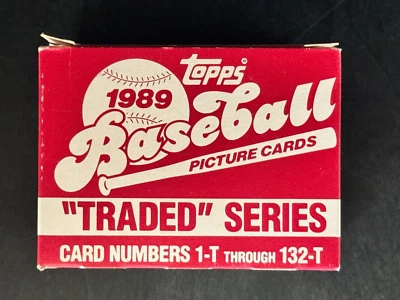 Topps
1989
Baseball
PICTURE CARDS
"TRADED" SERIES
CARD NUMBERS 1-T THROUGH 132-T